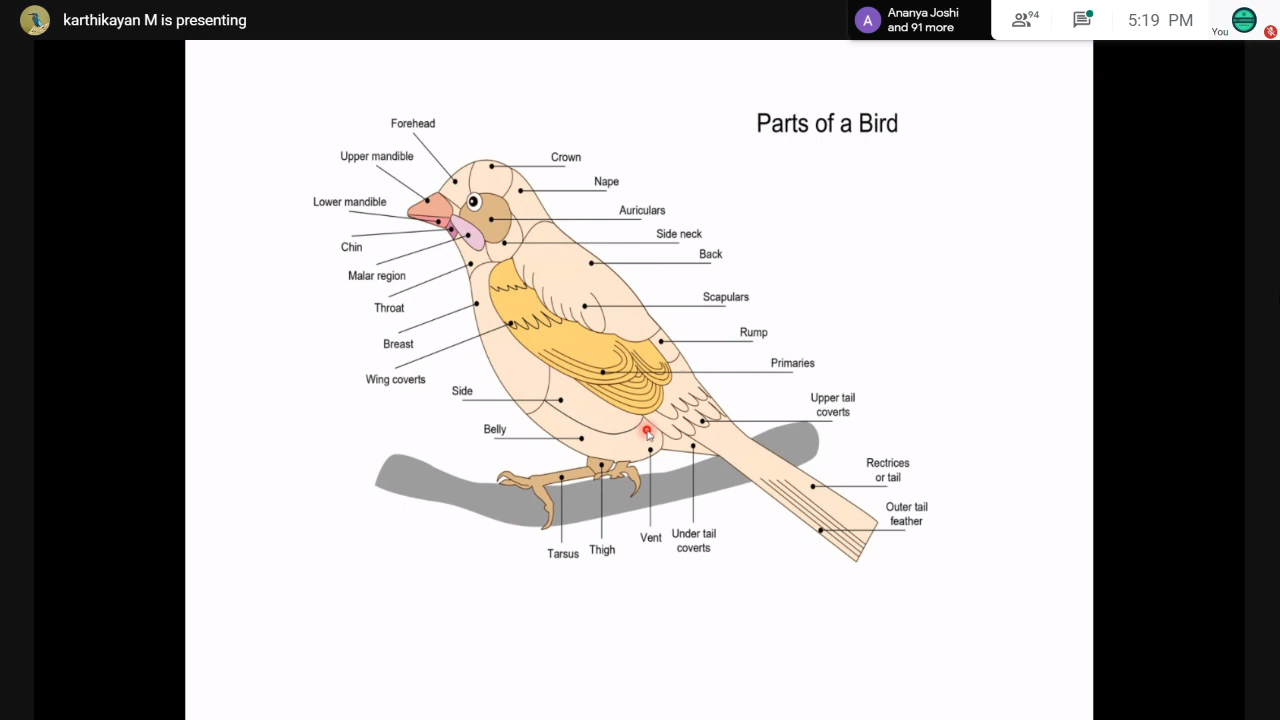 karthikayan M is presenting
A
Ananya Joshi
and 91 more
94
5:19 PM
You
Parts of a Bird
Forehead
Upper mandible
Lower mandible
Chin
Malar region
Throat
Breast
Wing coverts
Side
Belly
Crown
Nape
Auriculars
Side neck
Back
Scapulars
Rump
Primaries
Upper tail
coverts
Rectrices
or tail
Outer tail
feather
Tarsus
Thigh
Vent
Under tail
coverts